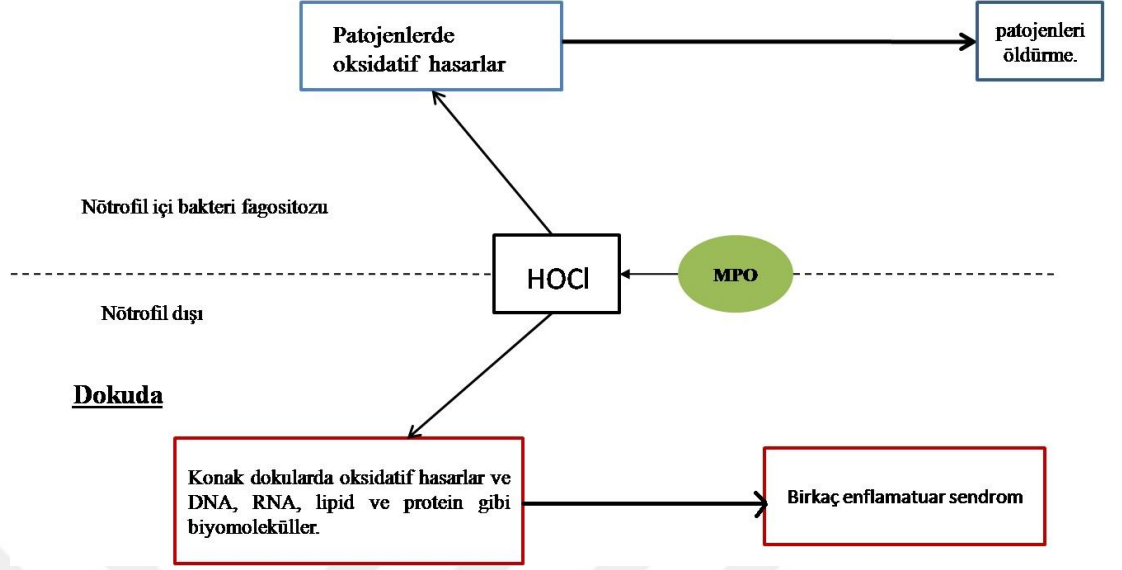 Patojenlerde
oksidatif hasarlar
patojenleri
öldürme.
Nötrofil içi bakteri fagositozu
HOCl
MPO
Nötrofil dışı
Dokuda
Konak dokularda oksidatif hasarlar ve
DNA, RNA, lipid ve protein gibi
biyomoleküller.
Birkaç enflamatuar sendrom